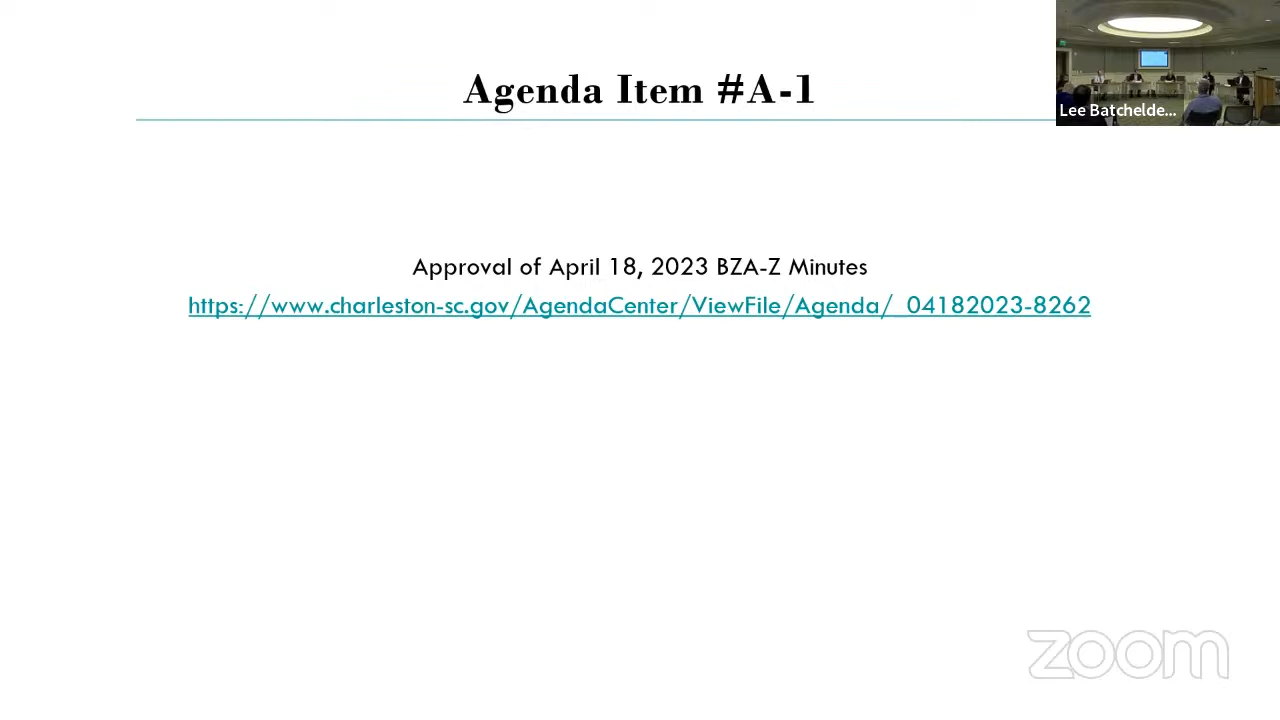 Agenda Item #A-1
Lee Batchelde...
Approval of April 18, 2023 BZA-Z Minutes
https://www.charleston-sc.gov/AgendaCenter/ViewFile/Agenda/_04182023-8262
zoom